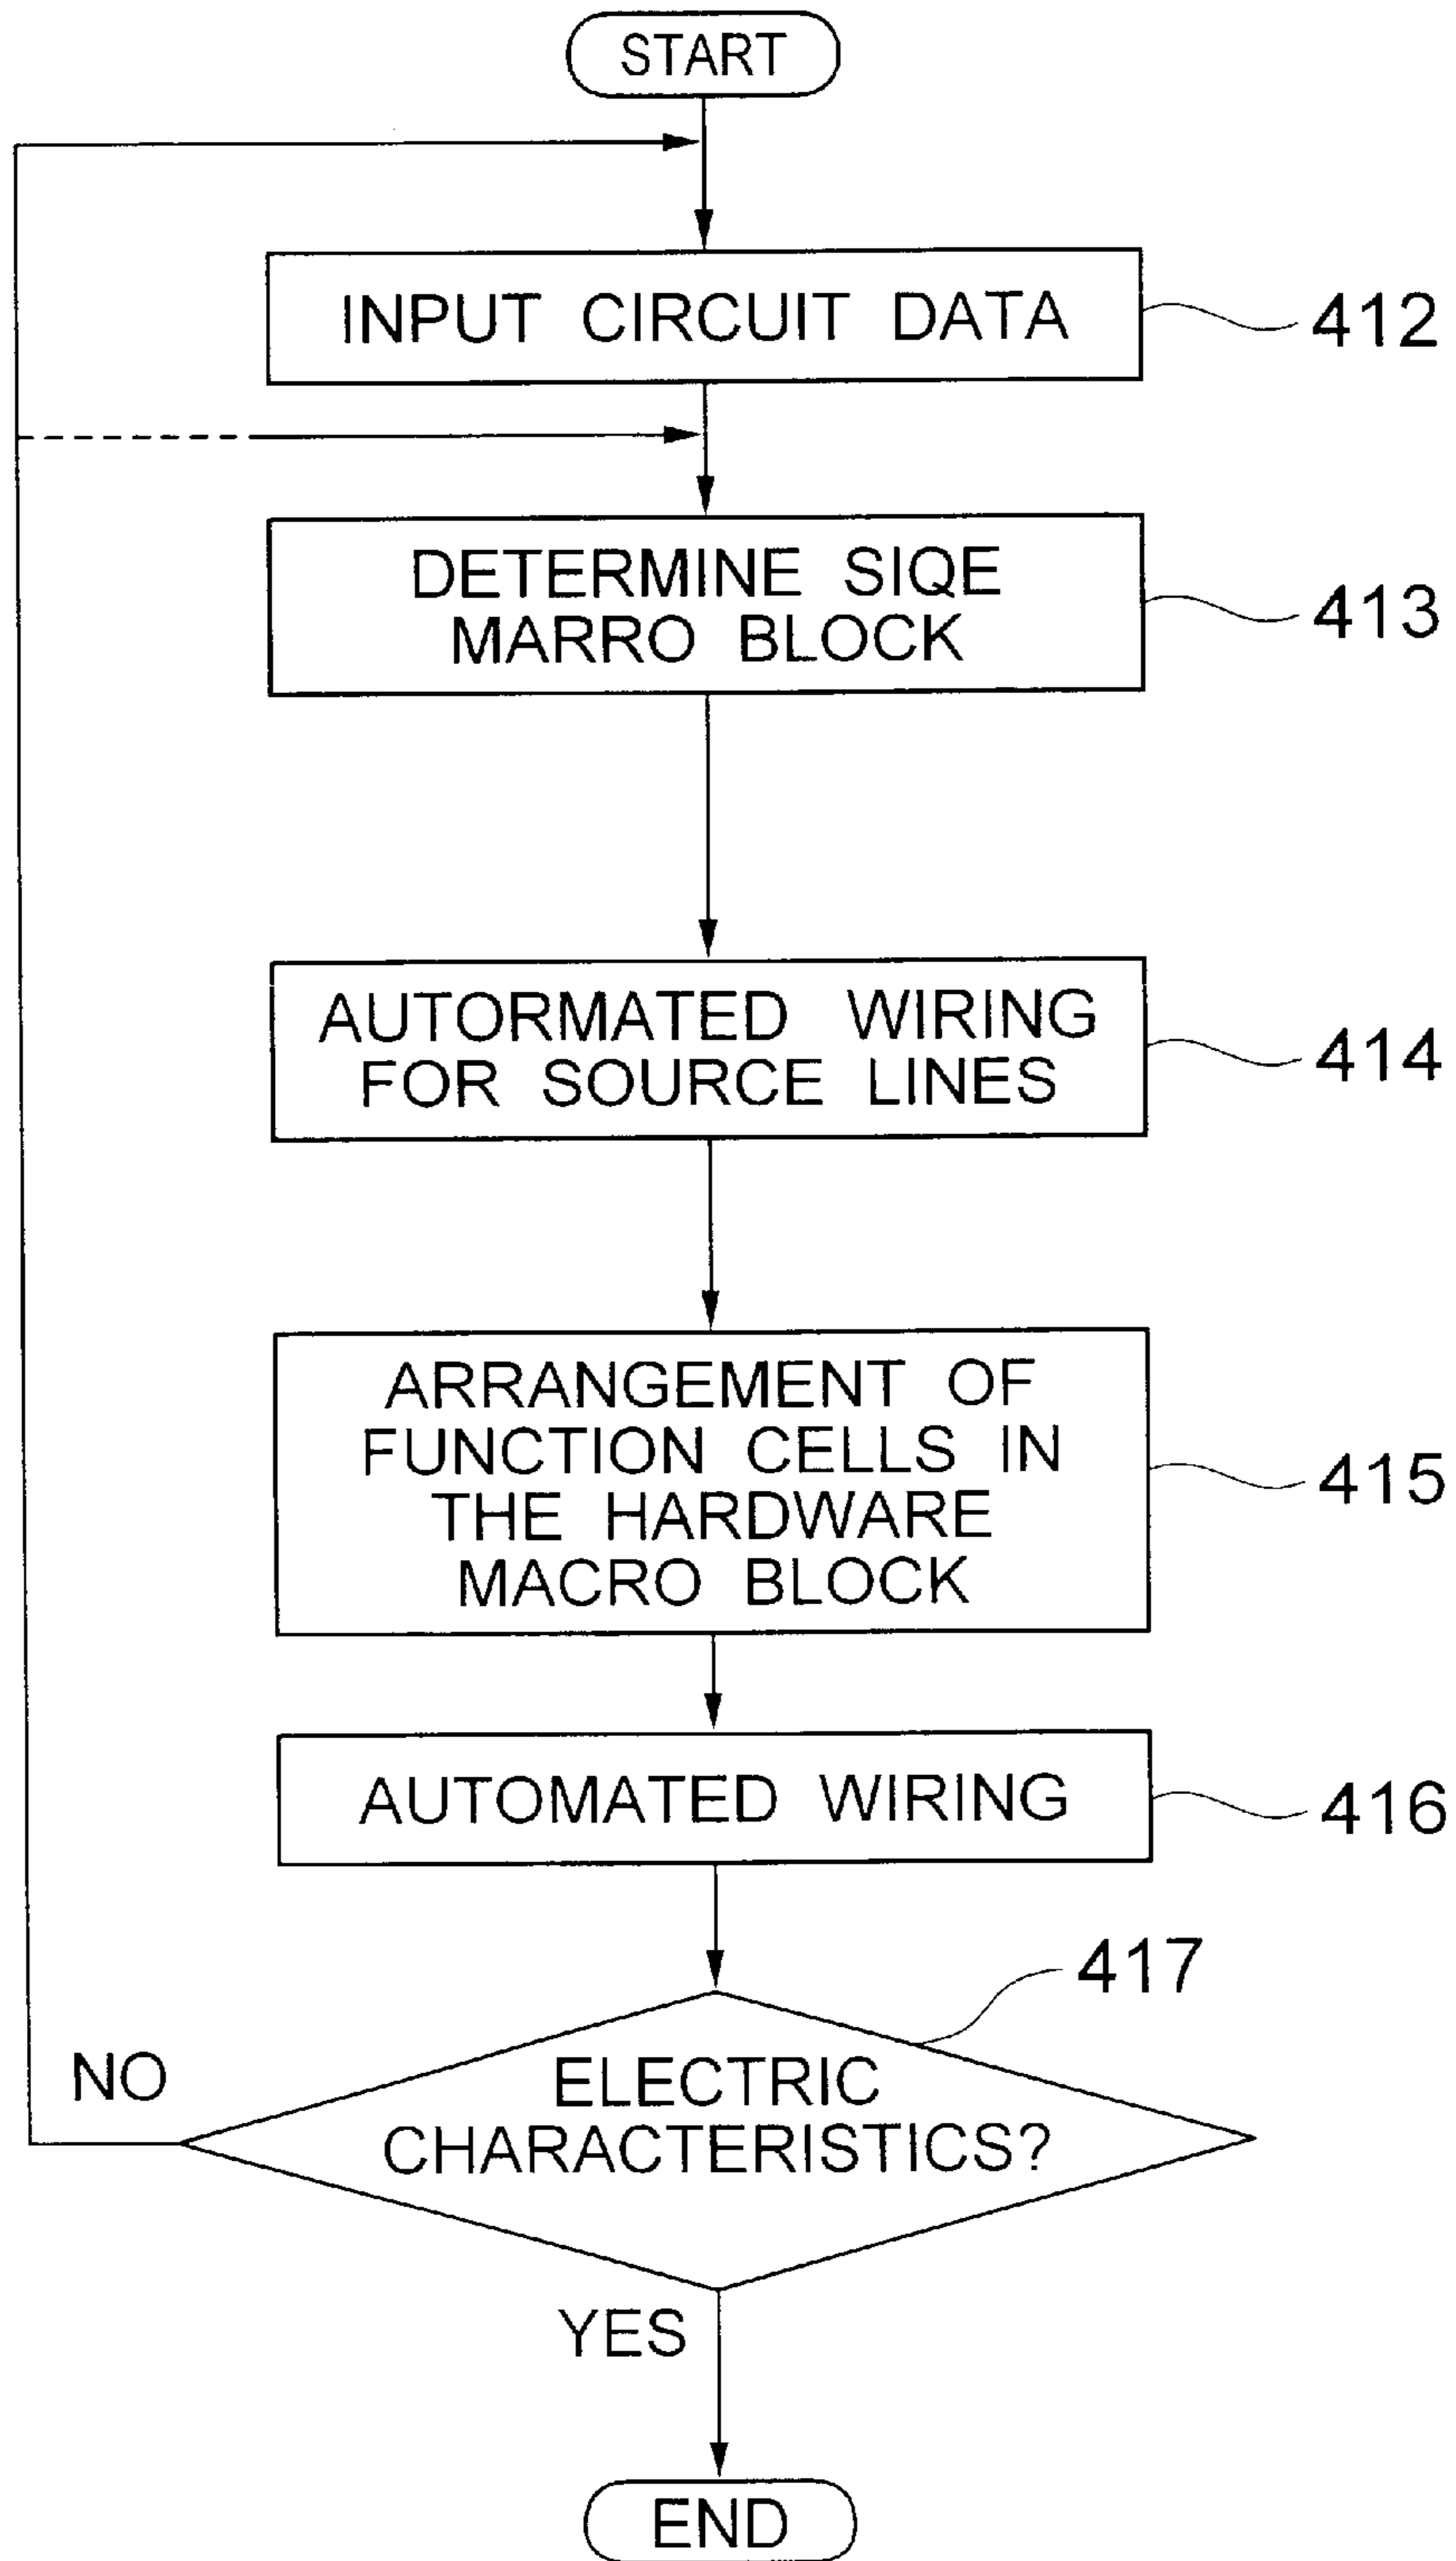 START
INPUT CIRCUIT DATA
412
DETERMINE SIQE
MARRO BLOCK
413
AUTORMATED WIRING
FOR SOURCE LINES
414
ARRANGEMENT OF
FUNCTION CELLS IN
THE HARDWARE
MACRO BLOCK
415
AUTOMATED WIRING
416
417
ELECTRIC
CHARACTERISTICS?
NO
YES
END